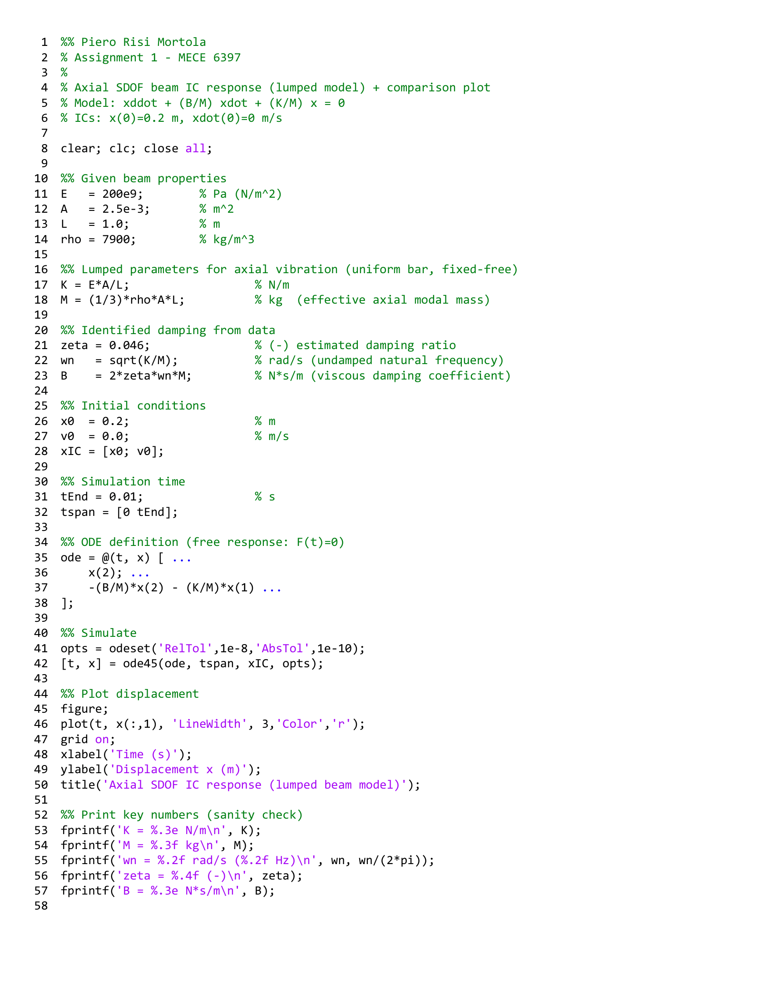 1 %% Piero Risi Mortola
2 % Assignment 1 - MECE 6397
3 %
4 % Axial SDOF beam IC response (lumped model) + comparison plot
5 % Model: xddot + (B/M) xdot + (K/M) x = 0
6 % ICs: x(0)=0.2 m, xdot(0)=0 m/s
7
8 clear; clc; close all;
9
10 %% Given beam properties
11 E   = 200e9;        % Pa (N/m^2)
12 A   = 2.5e-3;       % m^2
13 L   = 1.0;          % m
14 rho = 7900;         % kg/m^3
15
16 %% Lumped parameters for axial vibration (uniform bar, fixed-free)
17 K = E*A/L;                  % N/m
18 M = (1/3)*rho*A*L;          % kg  (effective axial modal mass)
19
20 %% Identified damping from data
21 zeta = 0.046;               % (-) estimated damping ratio
22 wn   = sqrt(K/M);           % rad/s (undamped natural frequency)
23 B    = 2*zeta*wn*M;         % N*s/m (viscous damping coefficient)
24
25 %% Initial conditions
26 x0  = 0.2;                  % m
27 v0  = 0.0;                  % m/s
28 xIC = [x0; v0];
29
30 %% Simulation time
31 tEnd = 0.01;                % s
32 tspan = [0 tEnd];
33
34 %% ODE definition (free response: F(t)=0)
35 ode = @(t, x) [ ...
36     x(2); ...
37     -(B/M)*x(2) - (K/M)*x(1) ...
38 ];
39
40 %% Simulate
41 opts = odeset('RelTol',1e-8,'AbsTol',1e-10);
42 [t, x] = ode45(ode, tspan, xIC, opts);
43
44 %% Plot displacement
45 figure;
46 plot(t, x(:,1), 'LineWidth', 3,'Color','r');
47 grid on;
48 xlabel('Time (s)');
49 ylabel('Displacement x (m)');
50 title('Axial SDOF IC response (lumped beam model)');
51
52 %% Print key numbers (sanity check)
53 fprintf('K = %.3e N/m\n', K);
54 fprintf('M = %.3f kg\n', M);
55 fprintf('wn = %.2f rad/s (%.2f Hz)\n', wn, wn/(2*pi));
56 fprintf('zeta = %.4f (-)\n', zeta);
57 fprintf('B = %.3e N*s/m\n', B);
58